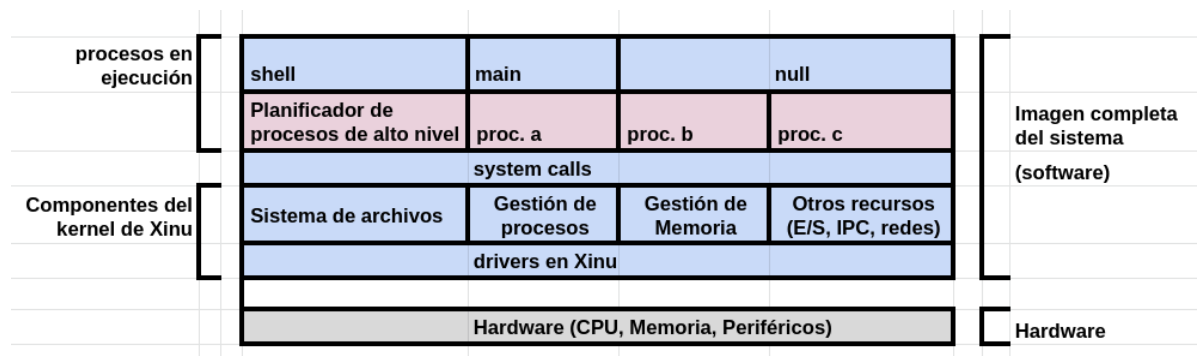 procesos en
ejecución
shell
main
null
Planificador de
procesos de alto nivel
proc. a
proc. b
proc. c
Imagen completa
del sistema
(software)
system calls
Componentes del
kernel de Xinu
Sistema de archivos
Gestión de
procesos
Gestión de
Memoria
Otros recursos
(E/S, IPC, redes)
drivers en Xinu
Hardware (CPU, Memoria, Periféricos)
Hardware